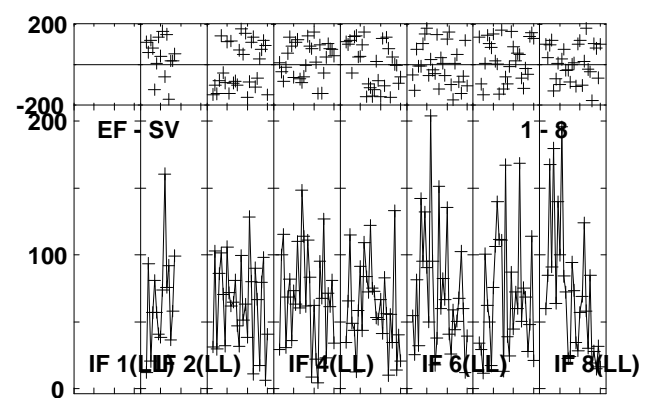 200
-200
200
EF - SV 1 - 8
100
IF 1(LL) IF 2(LL) IF 4(LL) IF 6(LL) IF 8(LL)
0